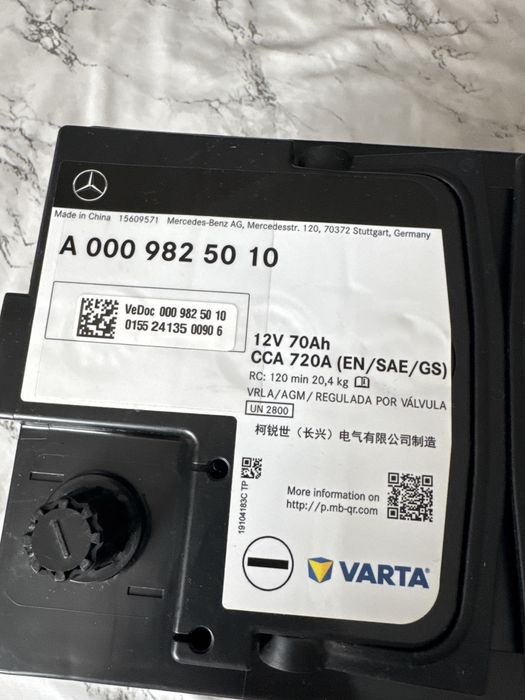 Made in China 15609571 Mercedes-Benz AG, Mercedesstr. 120, 70372 Stuttgart, Germany
A 000 982 50 10
VeDoc 000 982 50 10
0155 24135 0090 6
12V 70Ah
CCA 720A (EN/SAE/GS)
RC: 120 min 20,4 kg
VRLA/AGM/ REGULADA POR VÁLVULA
UN 2800
柯锐世（长兴）电气有限公司制造
19104183C TP
More information on
http://p.mb-qr.com
VARTA